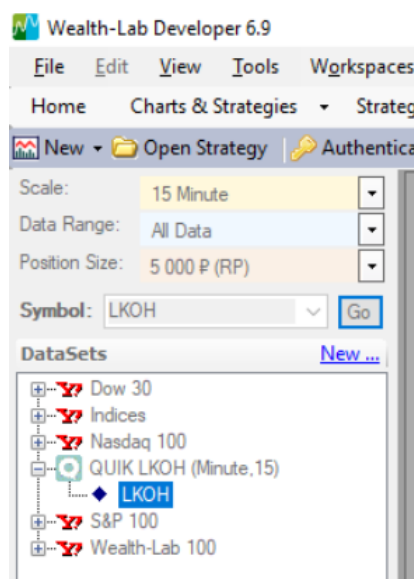 Wealth-Lab Developer 6.9
File Edit View Tools Workspaces
Home Charts & Strategies Strateg
New Open Strategy Authentica
Scale: 15 Minute
Data Range: All Data
Position Size: 5 000 ₽ (RP)
Symbol: LKOH Go
DataSets New ...
Dow 30
Indices
Nasdaq 100
QUIK LKOH (Minute,15)
LKOH
S&P 100
Wealth-Lab 100